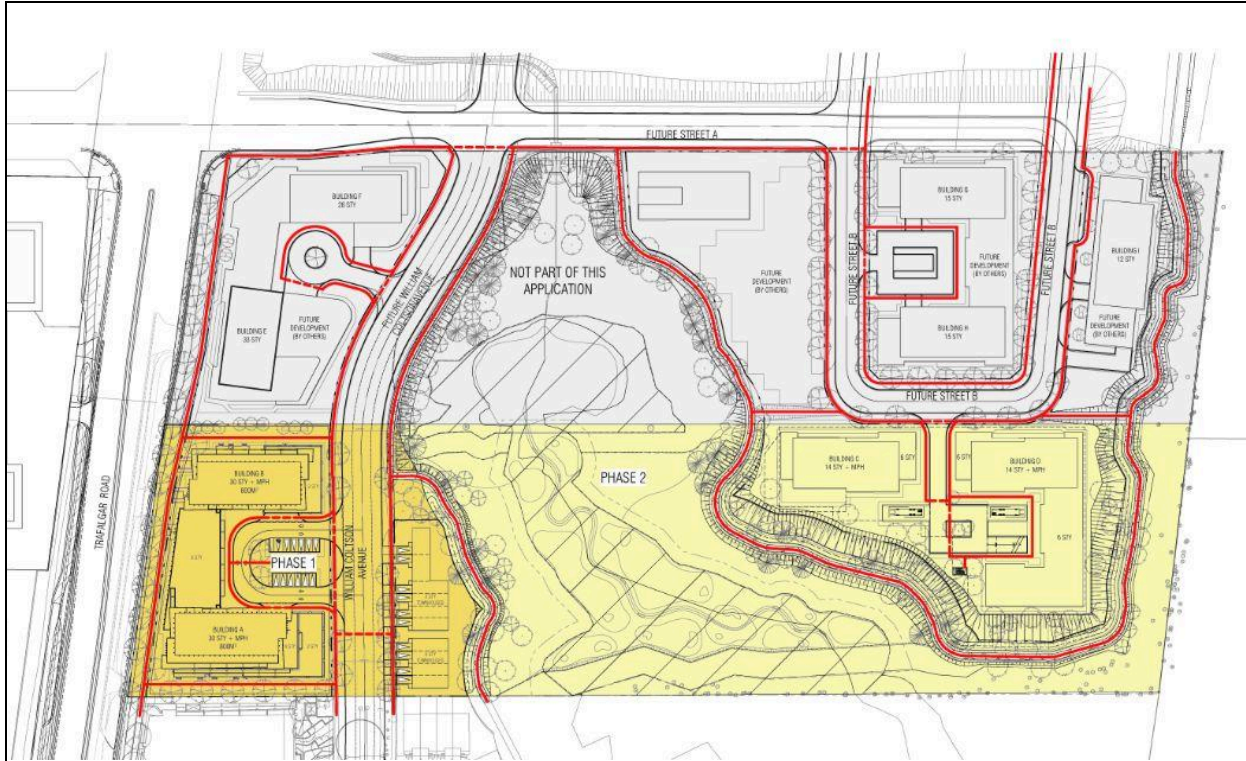 FUTURE STREET A
BUILDING F
28 STY
BUILDING G
15 STY
BUILDING I
12 STY
FUTURE STREET B
FUTURE
DEVELOPMENT
(BY OTHERS)
FUTURE STREET B
NOT PART OF THIS
APPLICATION
FUTURE
DEVELOPMENT
(BY OTHERS)
FUTURE WILLIAM
BUILDING E
FUTURE
DEVELOPMENT
(BY OTHERS)
BUILDING H
15 STY
FUTURE
DEVELOPMENT
(BY OTHERS)
FUTURE STREET B
BUILDING B
30 STY + MPH
PHASE 2
BUILDING C
14 STY + MPH
6 STY
6 STY
BUILDING D
14 STY + MPH
TRAFALGAR ROAD
PHASE 1
WILLIAM COLTSON
AVENUE
6 STY
BUILDING A
30 STY + MPH